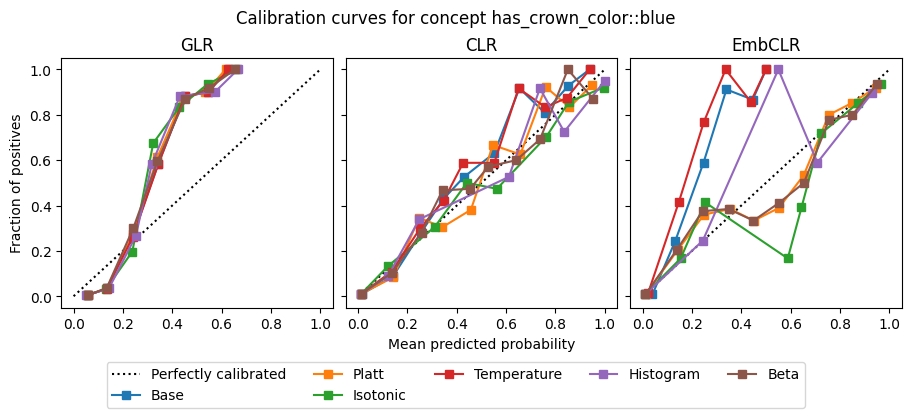 Calibration curves for concept has_crown_color::blue
GLR
CLR
EmbCLR
Fraction of positives
1.0
0.8
0.6
0.4
0.2
0.0
0.0 0.2 0.4 0.6 0.8 1.0
0.0 0.2 0.4 0.6 0.8 1.0
0.0 0.2 0.4 0.6 0.8 1.0
Mean predicted probability
Perfectly calibrated
Base
Platt
Isotonic
Temperature
Histogram
Beta